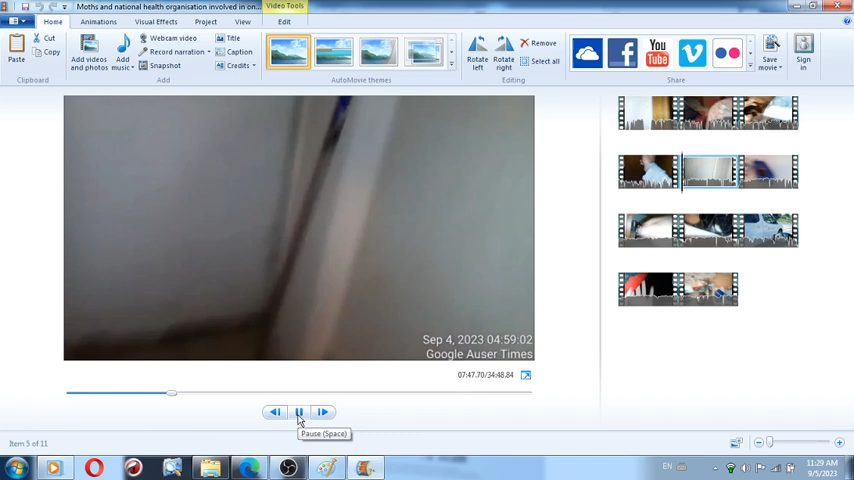 Moths and national health organisation involved in on...
Video Tools
Home
Animations
Visual Effects
Project
View
Edit
Paste
Cut
Copy
Clipboard
Add videos and photos
Add music
Webcam video
Record narration
Snapshot
Title
Caption
Credits
Add
AutoMovie themes
Rotate left
Rotate right
Remove
Select all
Editing
You Tube
Share
Save movie
Sign in
Sep 4, 2023 04:59:02
Google Auser Times
07:47.70/34:48.84
Pause (Space)
Item 5 of 11
EN
11:29 AM
9/5/2023